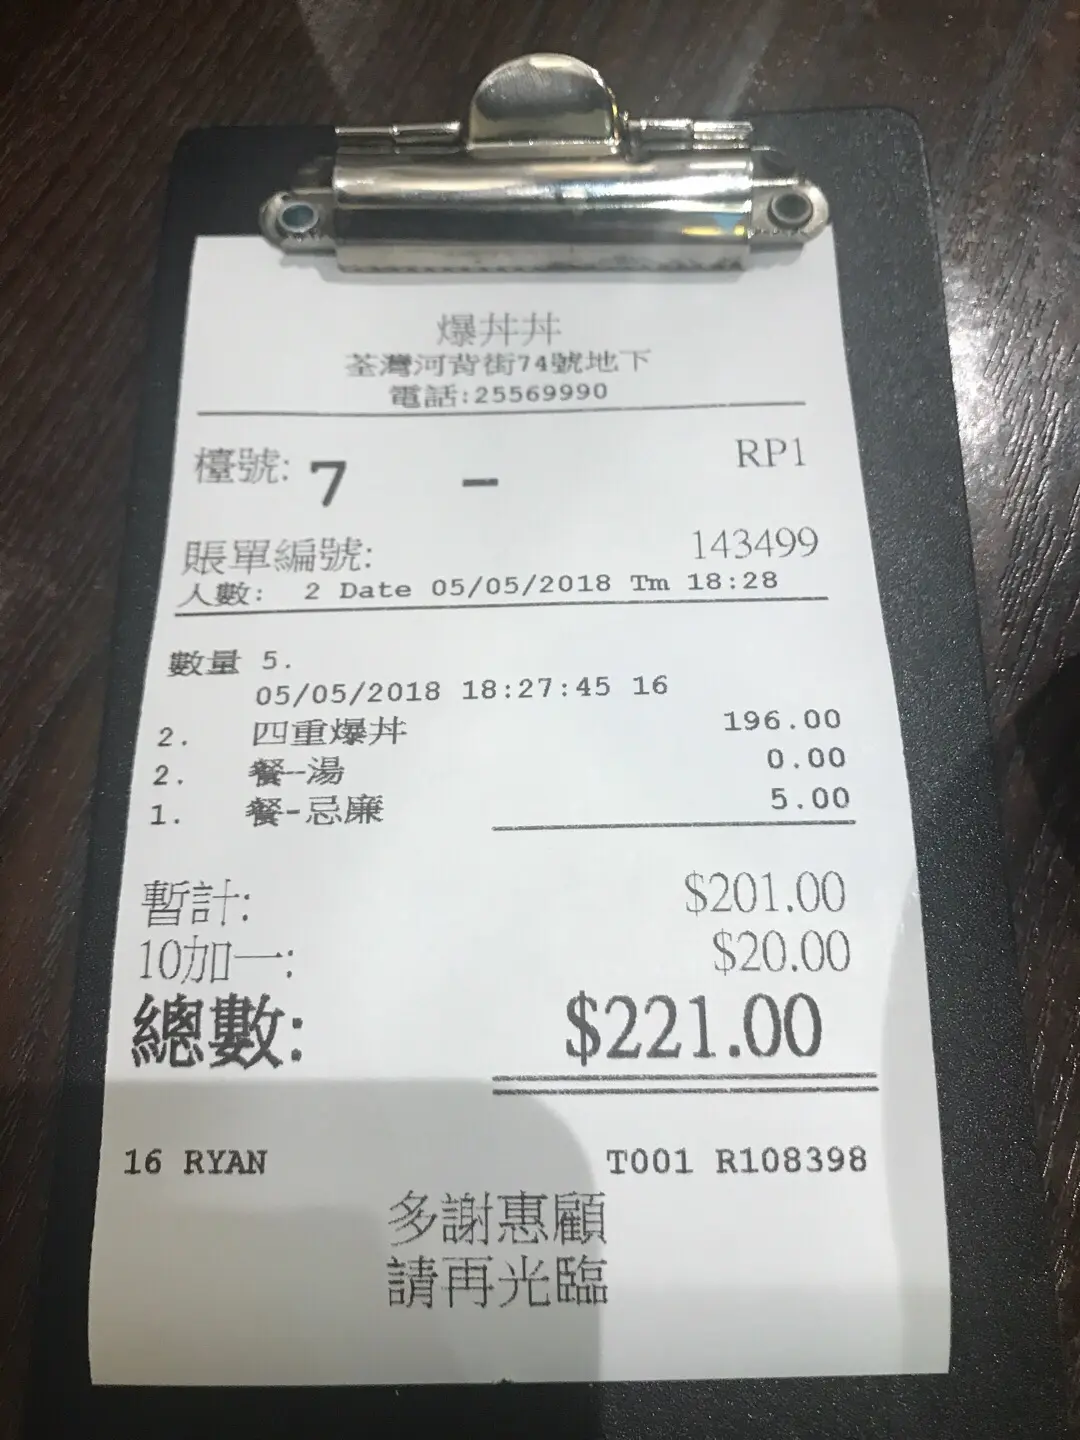 爆丼丼
荃灣河背街74號地下
電話:25569990
檯號: 7 - RP1
賬單編號: 143499
人數: 2 Date 05/05/2018 Tm 18:28
數量 5.
05/05/2018 18:27:45 16
2. 四重爆丼 196.00
2. 餐--湯 0.00
1. 餐-忌廉 5.00
暫計: $201.00
10加一: $20.00
總數: $221.00
16 RYAN T001 R108398
多謝惠顧
請再光臨